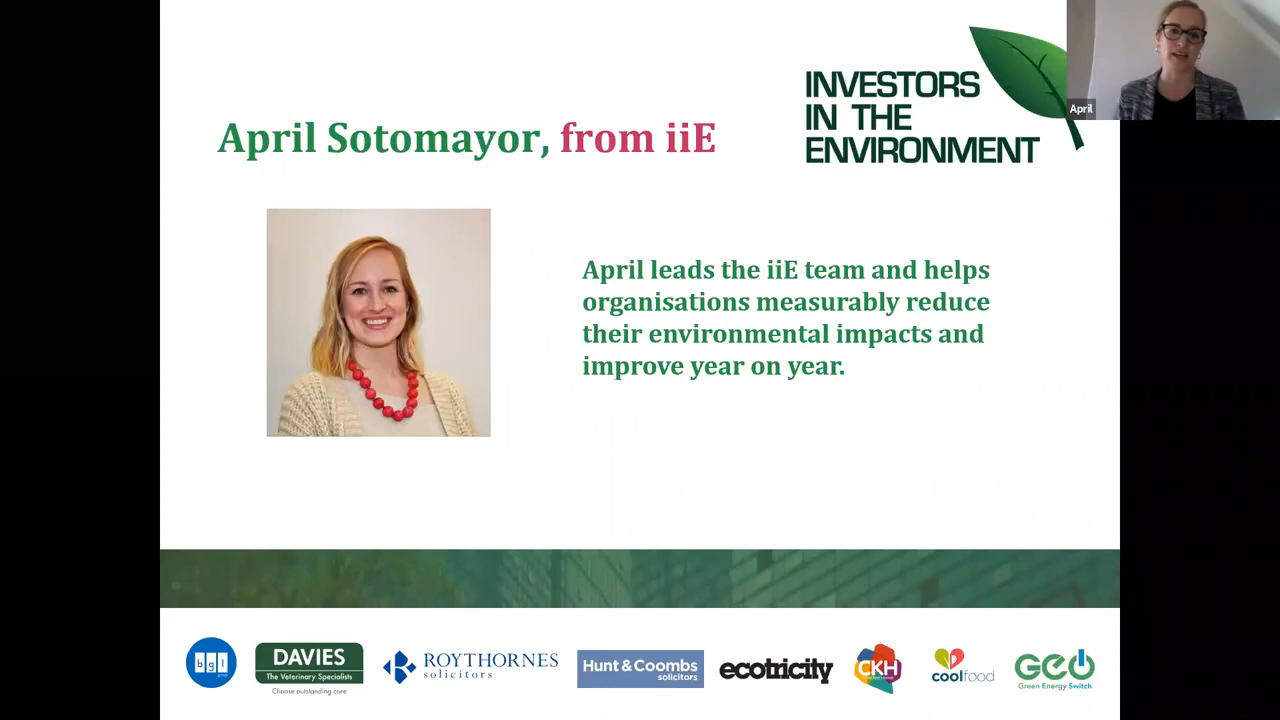 INVESTORS
IN THE
ENVIRONMENT
April
April Sotomayor, from iiE
April leads the iiE team and helps
organisations measurably reduce
their environmental impacts and
improve year on year.
bgl
DAVIES
The Veterinary Specialists
Choose outstanding care
ROYTHORNES
solicitors
Hunt & Coombs
solicitors
ecotricity
CKH
coolfood
GEO
Green Energy Switch